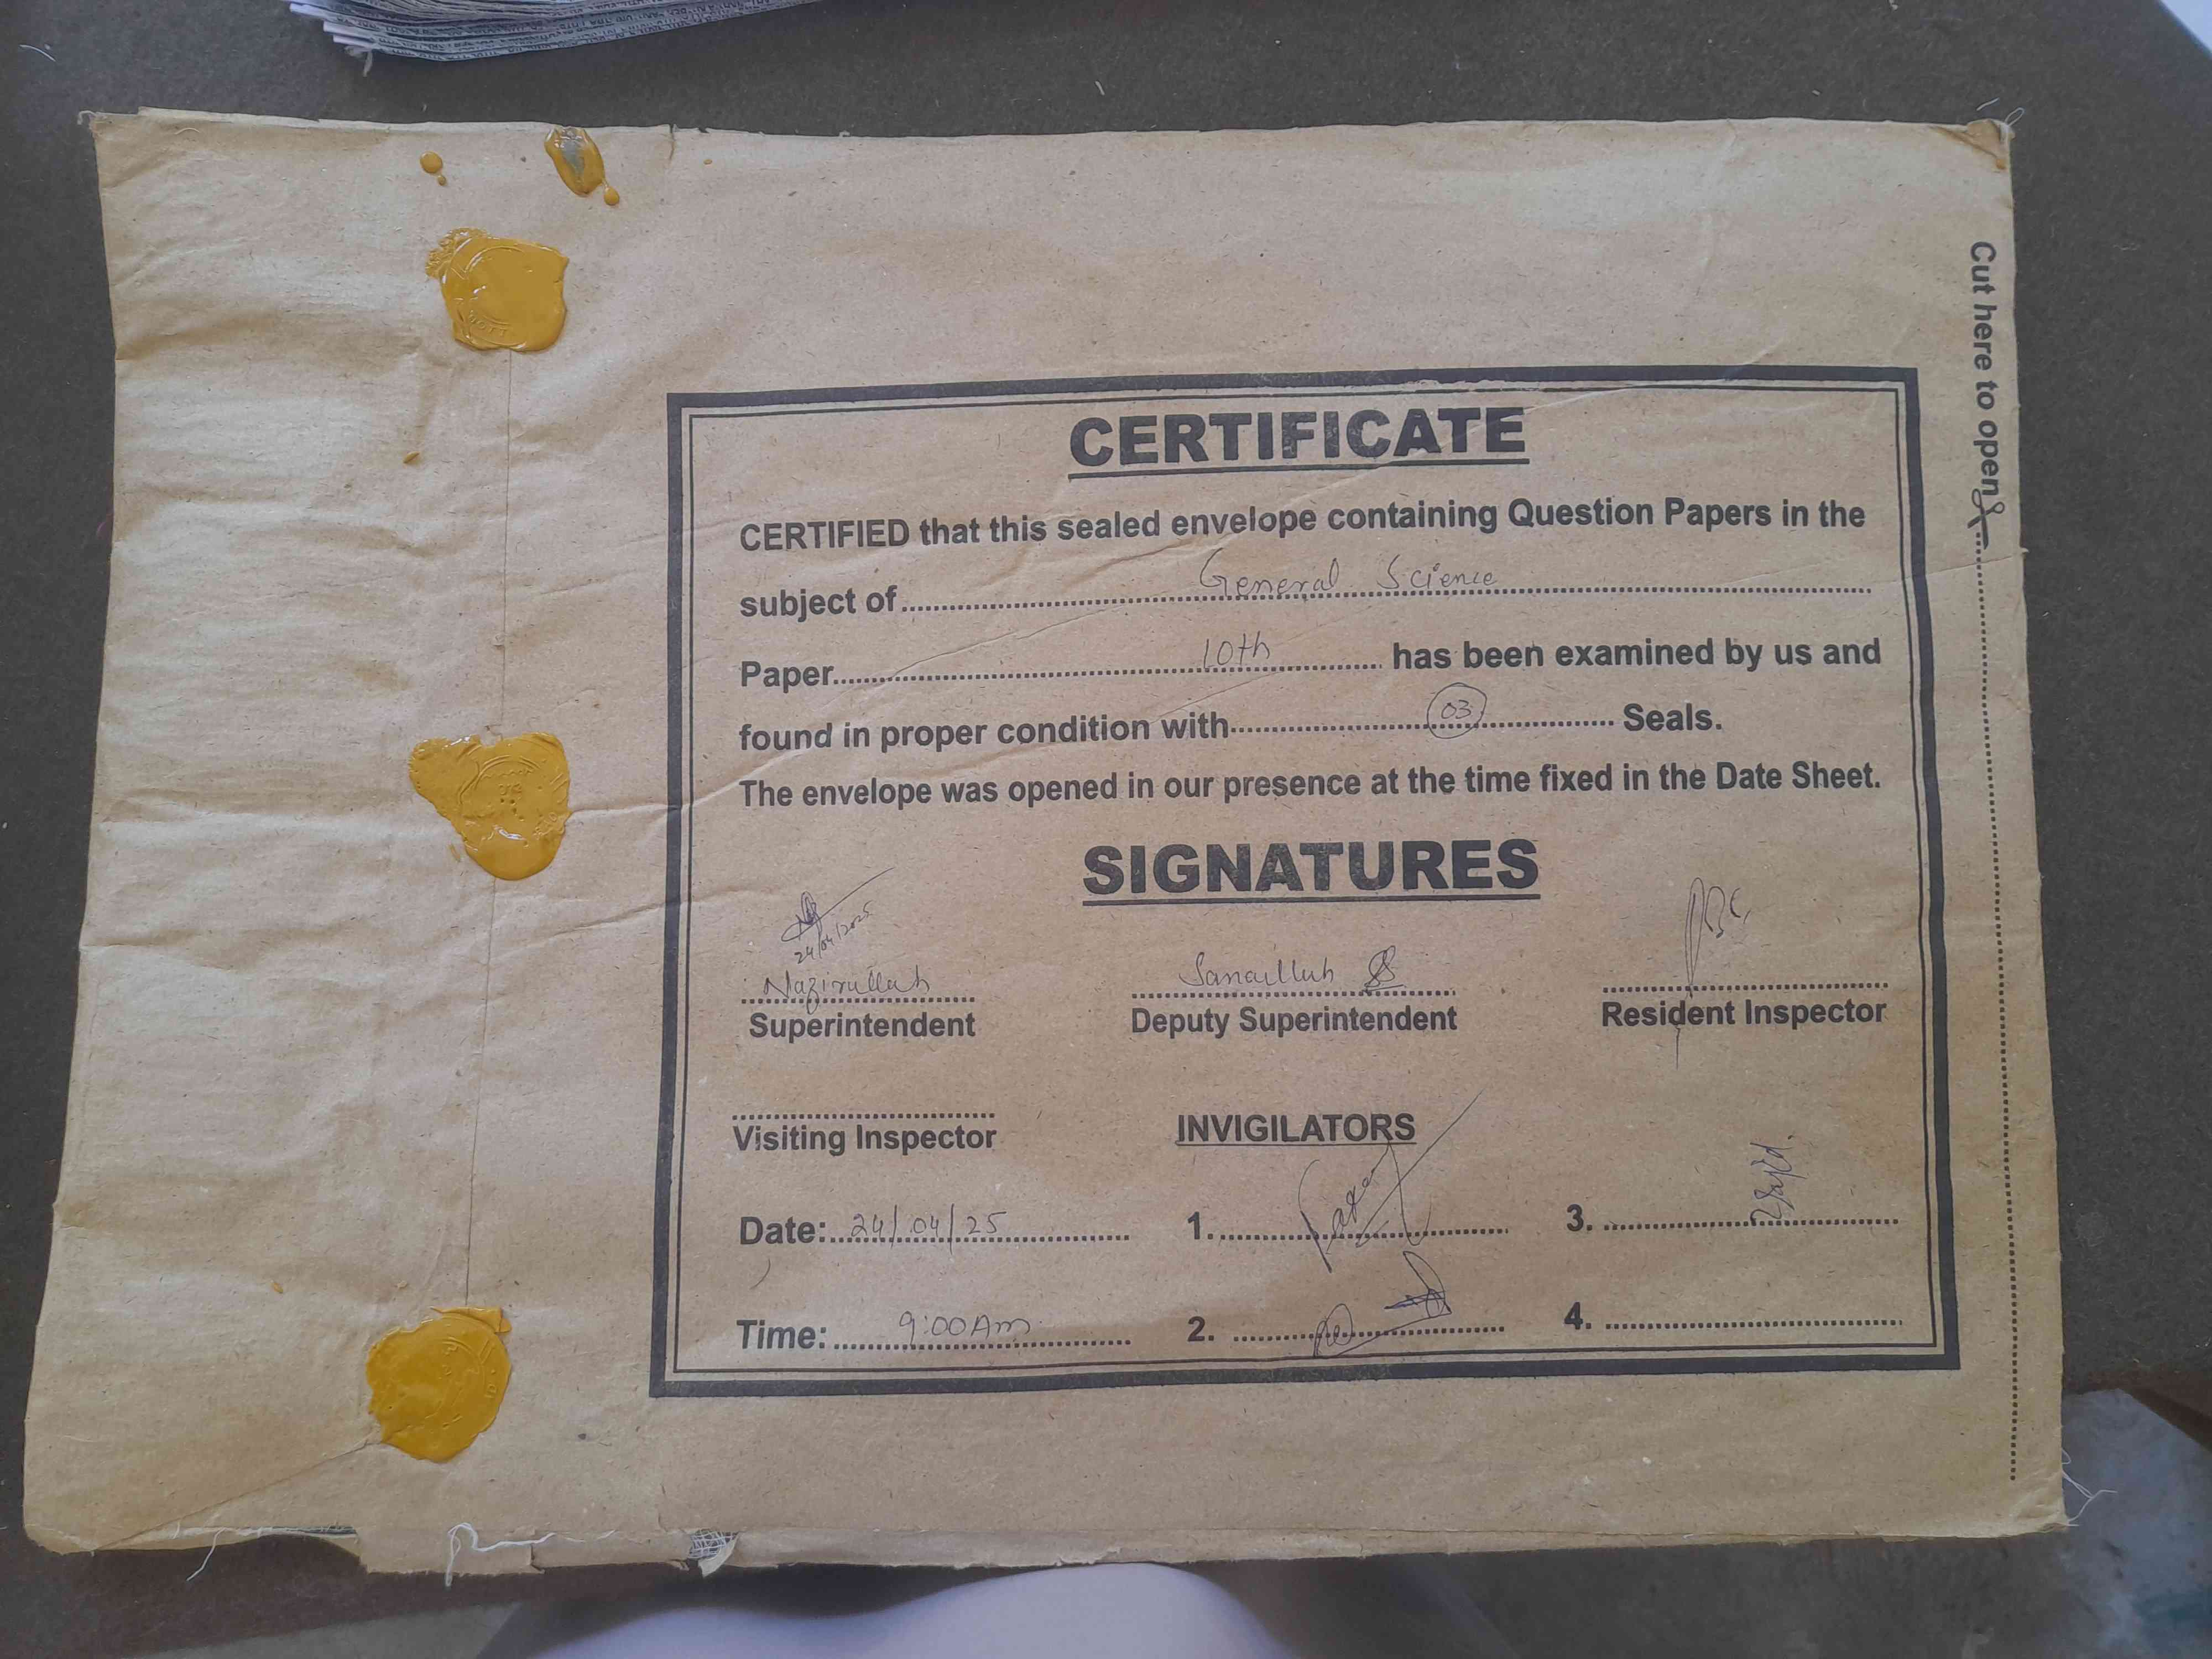 Cut here to open
CERTIFICATE
CERTIFIED that this sealed envelope containing Question Papers in the
subject of General Science
Paper 10th has been examined by us and
found in proper condition with 03 Seals.
The envelope was opened in our presence at the time fixed in the Date Sheet.
SIGNATURES
24/04/2025
Nazirullah Sanaullah
Superintendent Deputy Superintendent Resident Inspector
Visiting Inspector INVIGILATORS
Date: 24/04/25 1. 3. Sajid.
Time: 9:00 Am 2. 4.